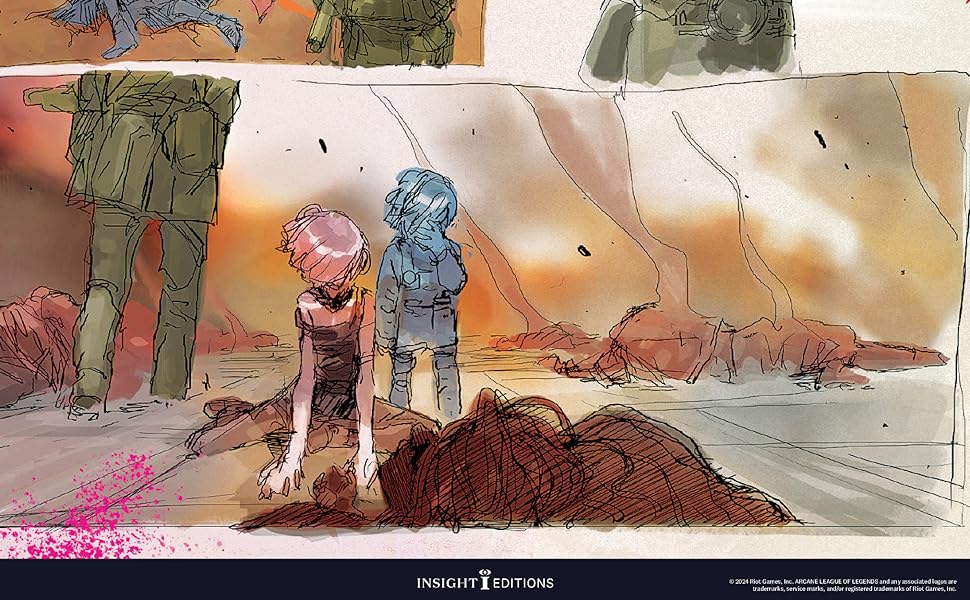 INSIGHT EDITIONS
© 2024 Riot Games, Inc. ARCANE LEAGUE OF LEGENDS and any associated logos are
trademarks, service marks, and/or registered trademarks of Riot Games, Inc.